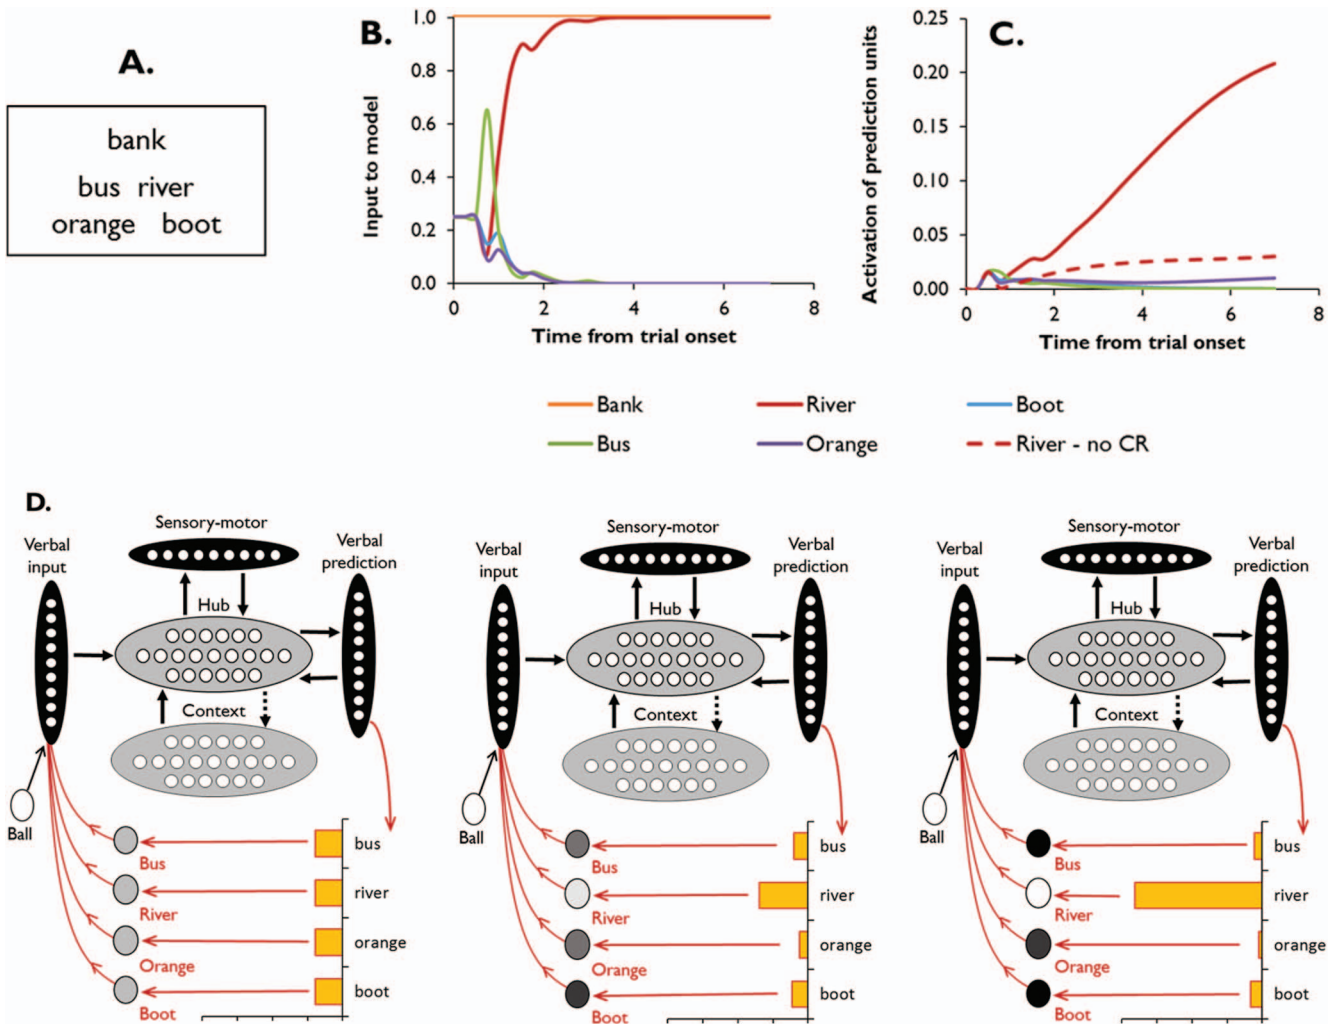 A.
bank
bus river
orange boot
B.
Input to model
1.0
0.8
0.6
0.4
0.2
0.0
0 2 4 6 8
Time from trial onset
C.
Activation of prediction units
0.25
0.20
0.15
0.10
0.05
0.00
0 2 4 6 8
Time from trial onset
Bank River Boot
Bus Orange River - no CR
D.
Sensory-motor
Verbal
input
Verbal
prediction
Hub
Context
Ball
Bus
bus
River
river
Orange
orange
Boot
boot
Sensory-motor
Verbal
input
Verbal
prediction
Hub
Context
Ball
Bus
bus
River
river
Orange
orange
Boot
boot
Sensory-motor
Verbal
input
Verbal
prediction
Hub
Context
Ball
Bus
bus
River
river
Orange
orange
Boot
boot